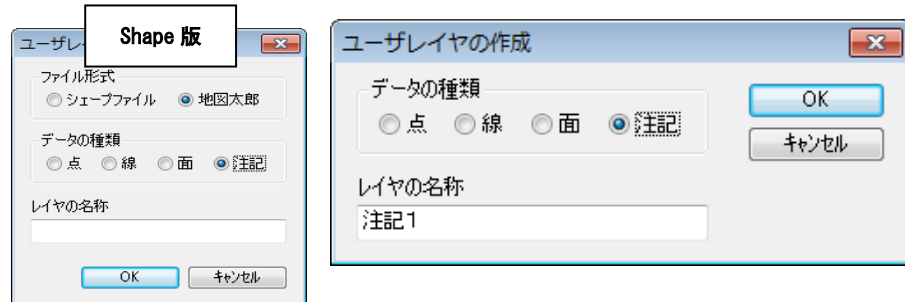 Shape 版
ユーザレ
ファイル形式
シェープファイル 地図太郎
データの種類
点 線 面 注記
レイヤの名称
OK キャンセル
ユーザレイヤの作成
データの種類
点 線 面 注記
OK
キャンセル
レイヤの名称
注記1